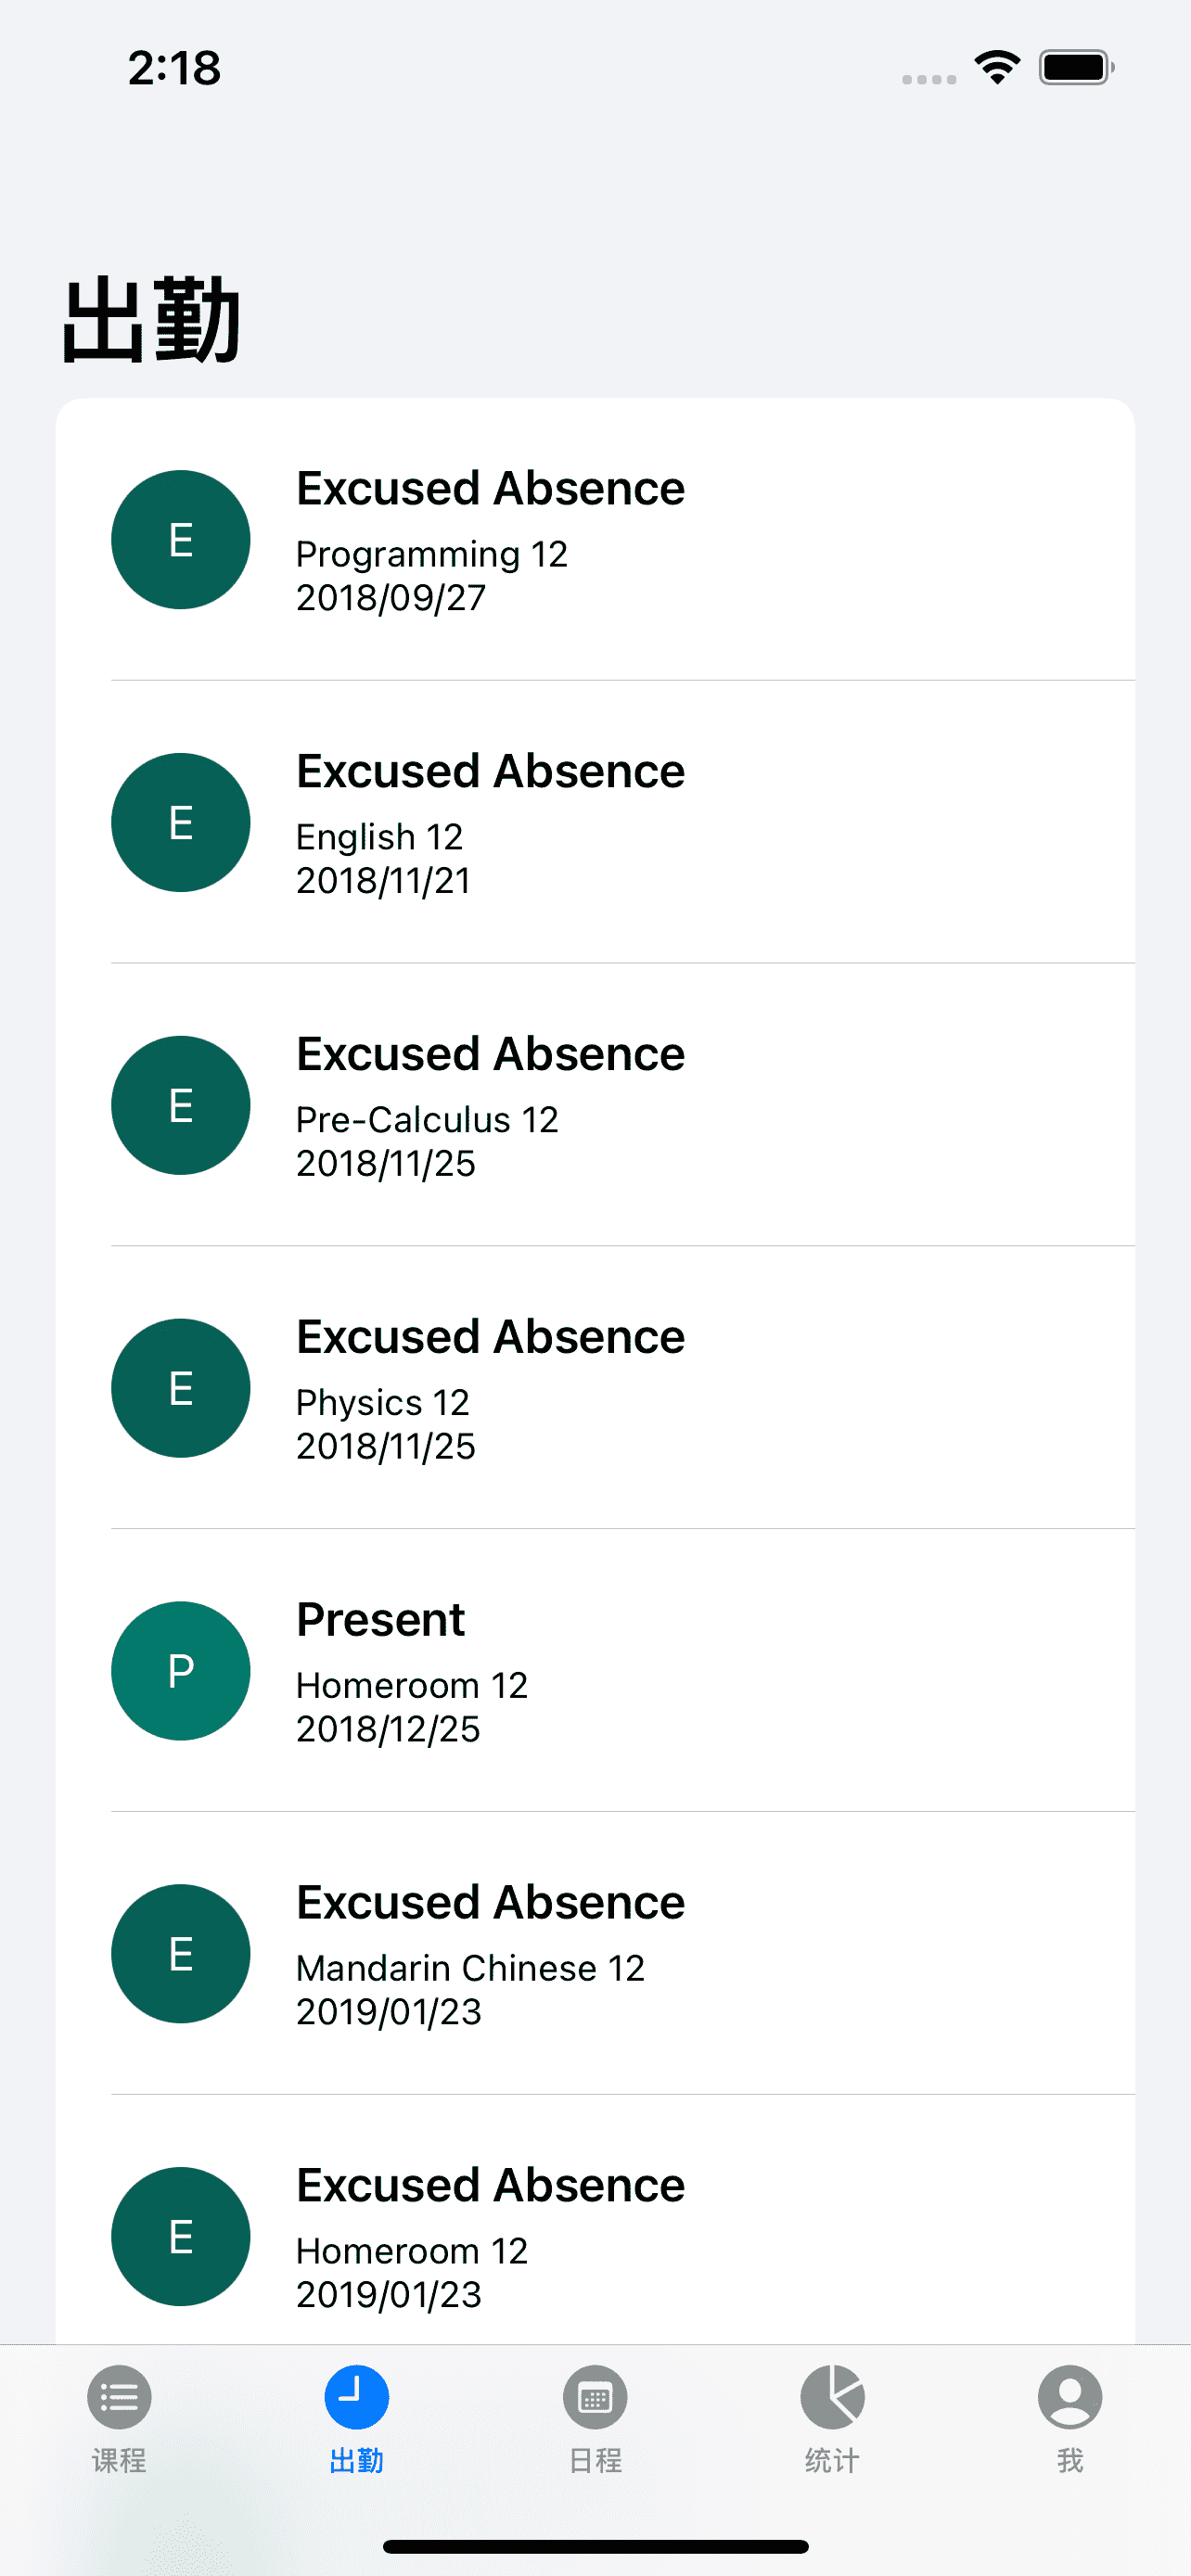 2:18
出勤
E
Excused Absence
Programming 12
2018/09/27
E
Excused Absence
English 12
2018/11/21
E
Excused Absence
Pre-Calculus 12
2018/11/25
E
Excused Absence
Physics 12
2018/11/25
P
Present
Homeroom 12
2018/12/25
E
Excused Absence
Mandarin Chinese 12
2019/01/23
E
Excused Absence
Homeroom 12
2019/01/23
课程
出勤
日程
统计
我